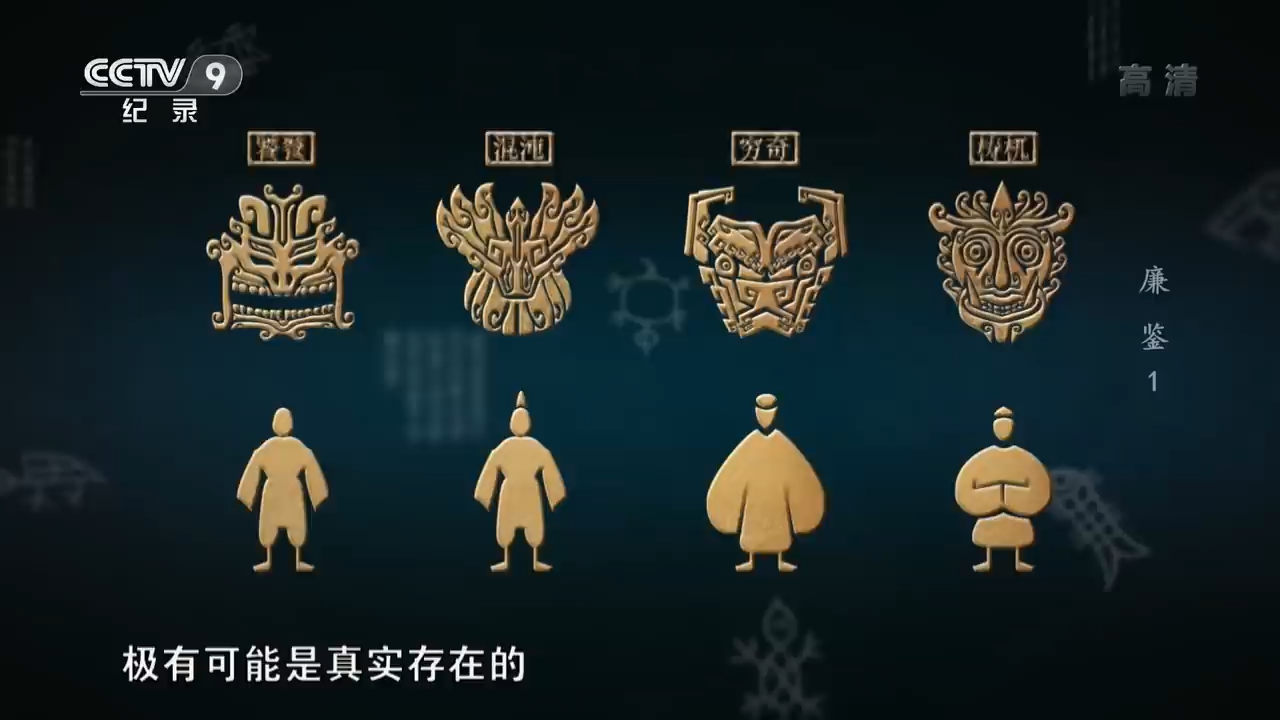 CCTV 9
纪录
高清
饕餮
混沌
穷奇
梼杌
廉鉴1
极有可能是真实存在的